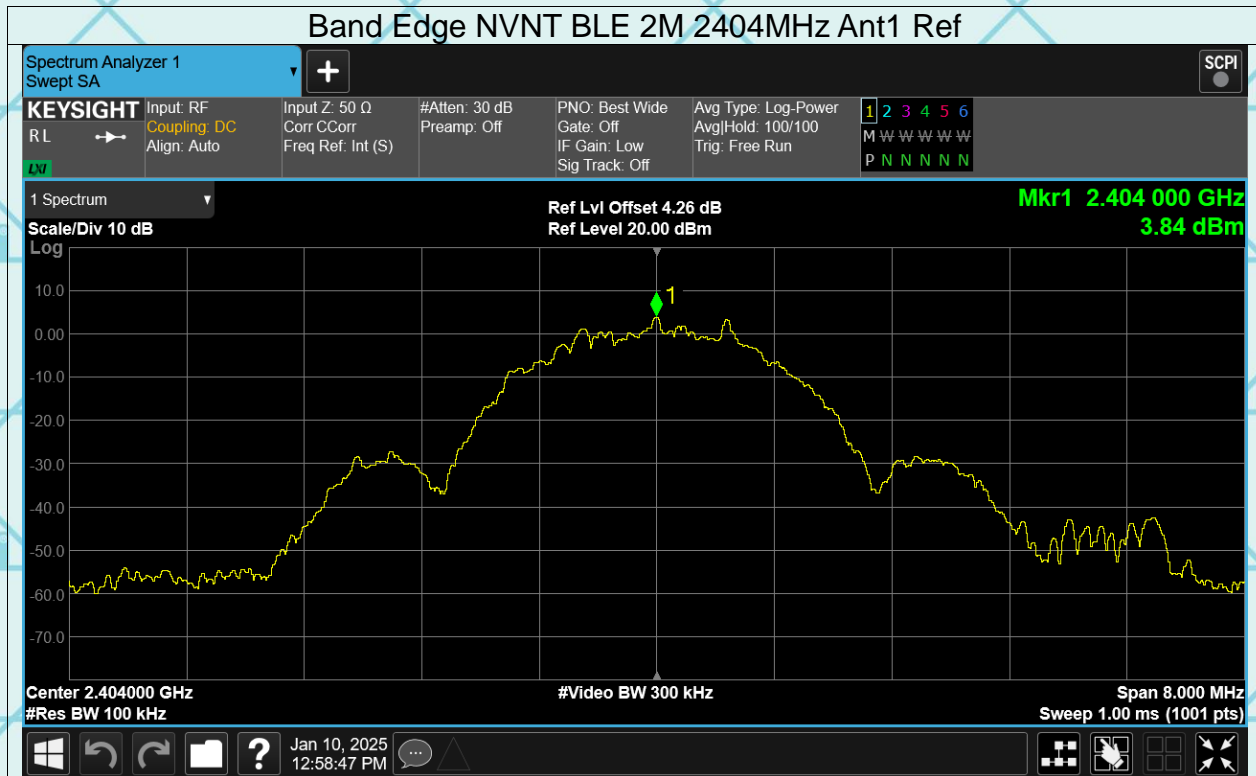 Band Edge NVNT BLE 2M 2404MHz Ant1 Ref
Spectrum Analyzer 1
Swept SA
▼
+
SCPI
KEYSIGHT
RL
LXI
Input: RF
Coupling: DC
Align: Auto
Input Z: 50 Ω
Corr CCorr
Freq Ref: Int (S)
#Atten: 30 dB
Preamp: Off
PNO: Best Wide
Gate: Off
IF Gain: Low
Sig Track: Off
Avg Type: Log-Power
Avg|Hold: 100/100
Trig: Free Run
1 2 3 4 5 6
M W W W W W
P N N N N N
1 Spectrum ▼
Scale/Div 10 dB
Log
Ref Lvl Offset 4.26 dB
Ref Level 20.00 dBm
Mkr1 2.404 000 GHz
3.84 dBm
1
10.0
0.00
-10.0
-20.0
-30.0
-40.0
-50.0
-60.0
-70.0
Center 2.404000 GHz
#Res BW 100 kHz
#Video BW 300 kHz
Span 8.000 MHz
Sweep 1.00 ms (1001 pts)
?
Jan 10, 2025
12:58:47 PM